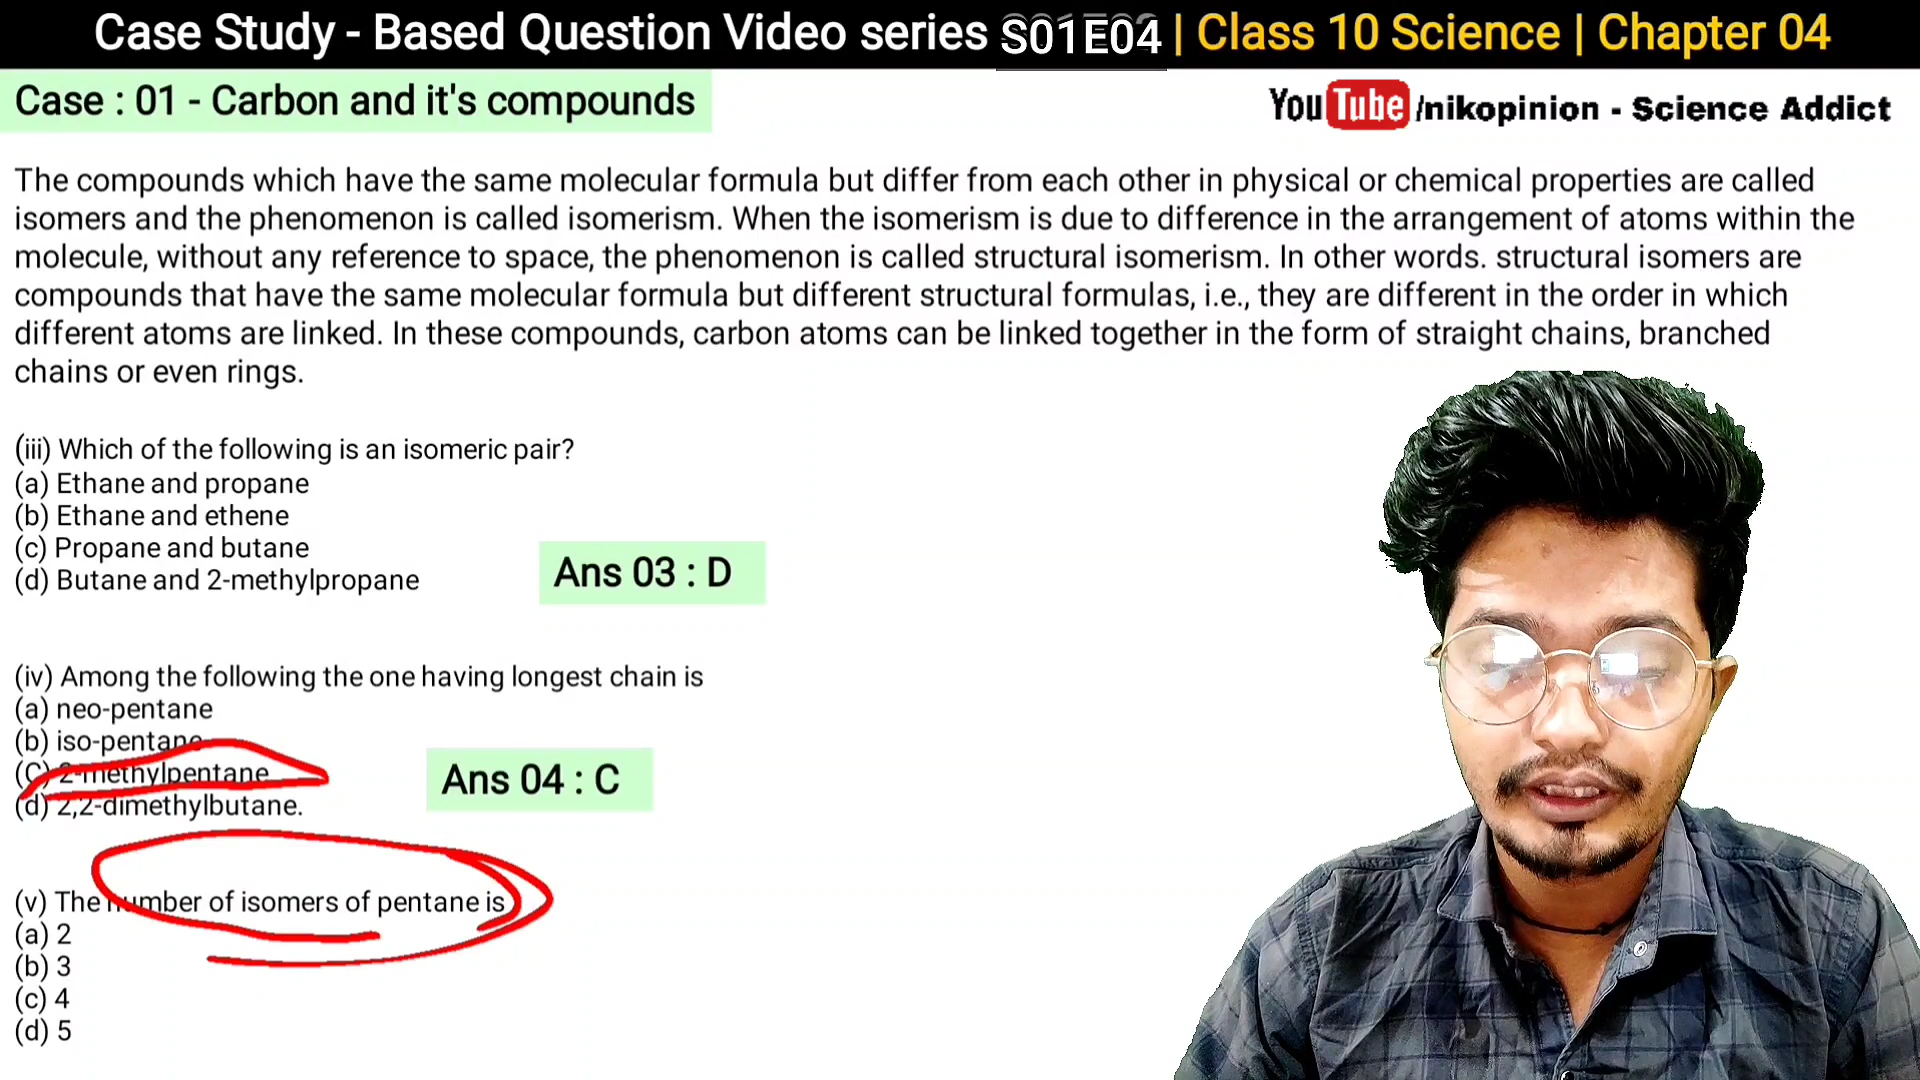 Case Study - Based Question Video series S01E04 | Class 10 Science | Chapter 04
Case : 01 - Carbon and it's compounds
YouTube /nikopinion - Science Addict
The compounds which have the same molecular formula but differ from each other in physical or chemical properties are called
isomers and the phenomenon is called isomerism. When the isomerism is due to difference in the arrangement of atoms within the
molecule, without any reference to space, the phenomenon is called structural isomerism. In other words. structural isomers are
compounds that have the same molecular formula but different structural formulas, i.e., they are different in the order in which
different atoms are linked. In these compounds, carbon atoms can be linked together in the form of straight chains, branched
chains or even rings.
(iii) Which of the following is an isomeric pair?
(a) Ethane and propane
(b) Ethane and ethene
(c) Propane and butane
(d) Butane and 2-methylpropane
Ans 03 : D
(iv) Among the following the one having longest chain is
(a) neo-pentane
(b) iso-pentane
(C) 2-methylpentane
(d) 2,2-dimethylbutane.
Ans 04 : C
(v) The number of isomers of pentane is
(a) 2
(b) 3
(c) 4
(d) 5